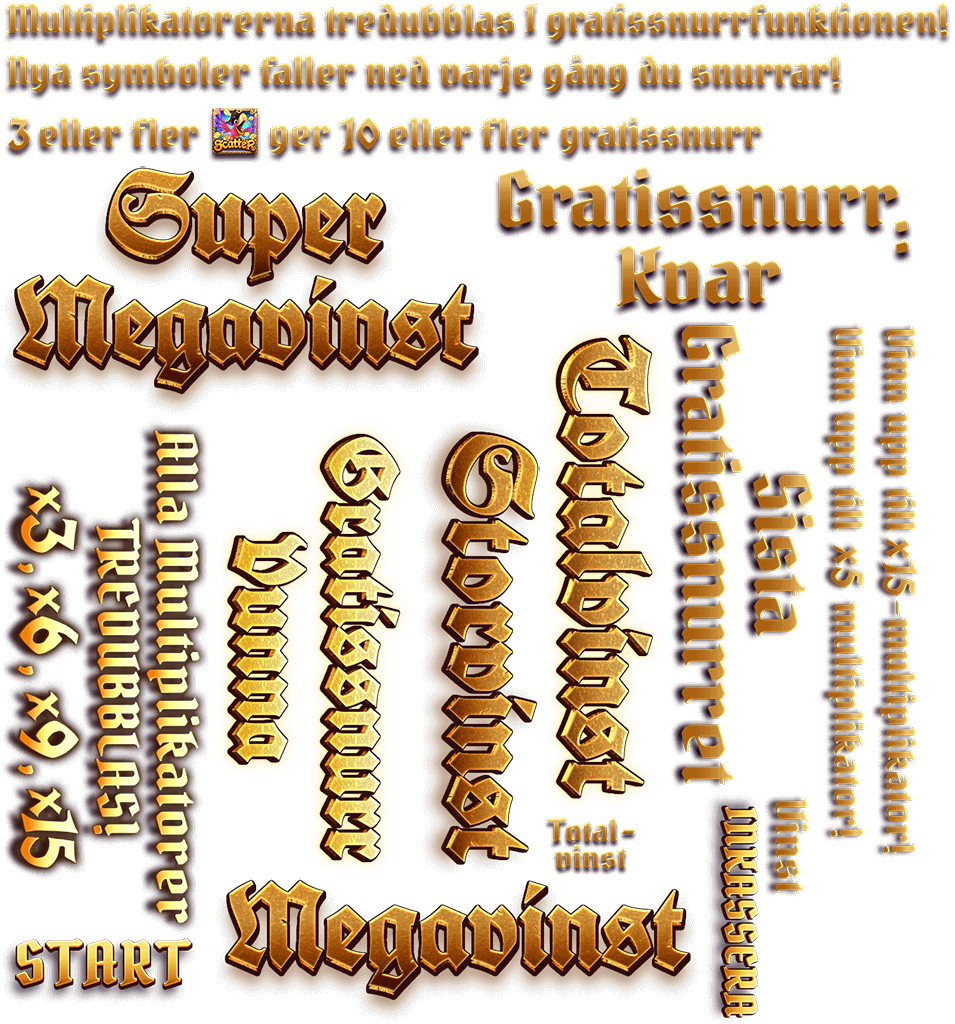 Multiplikatorerna tredubblas I gratissnurrfunktionen!
Nya symboler faller ned varje gång du snurrar!
3 eller fler SCATTER ger 10 eller fler gratissnurr
Super
Megavinst
Gratissnurr
Kvar:
Totalvinst
Sista
Gratissnurret
Vinn upp till x15-multiplikator!
Vinn upp till x5 multiplikator!
Storvinst
Gratissnurr
Vunna
Alla Multiplikatorer
TREDUBBLAS!
x3, x6, x9, x15
Total-
vinst
Vinst
INKASSERA
START
Megavinst